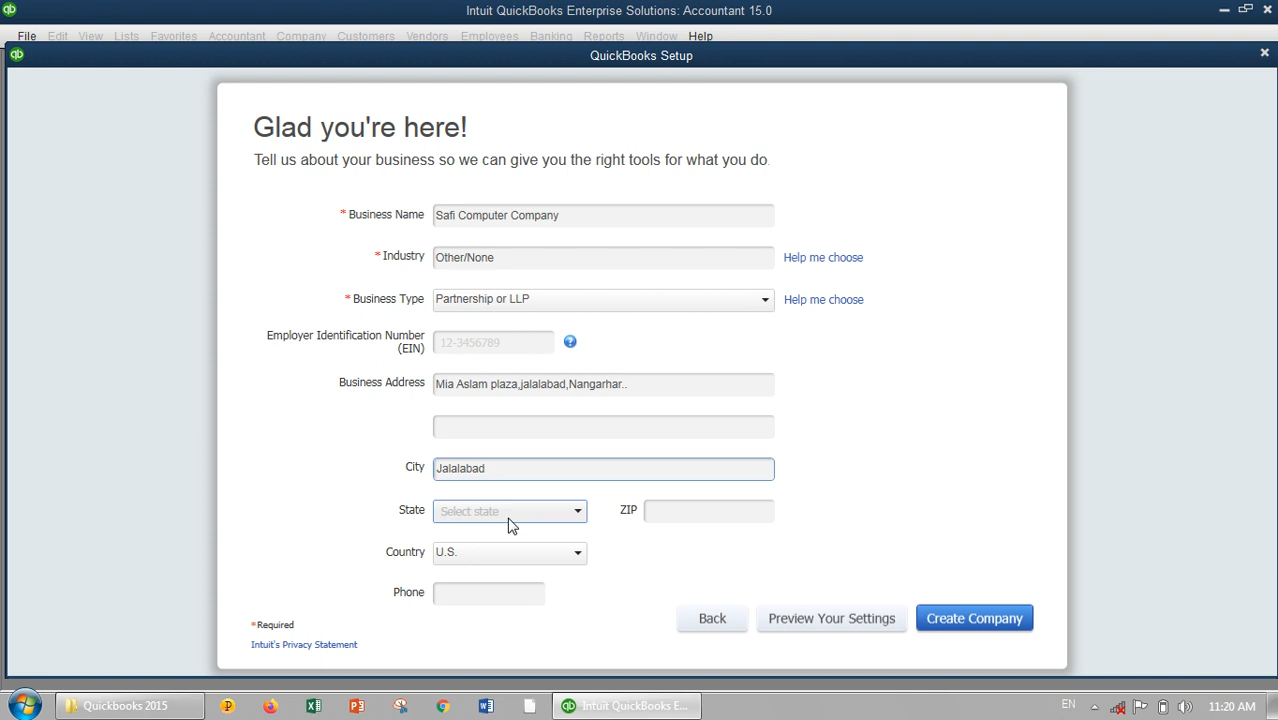 Intuit QuickBooks Enterprise Solutions: Accountant 15.0
File Edit View Lists Favorites Accountant Company Customers Vendors Employees Banking Reports Window Help
QuickBooks Setup
Glad you're here!
Tell us about your business so we can give you the right tools for what you do.
* Business Name Safi Computer Company
* Industry Other/None Help me choose
* Business Type Partnership or LLP Help me choose
Employer Identification Number
(EIN) 12-3456789
Business Address Mia Aslam plaza,jalalabad,Nangarhar..
City Jalalabad
State Select state ZIP
Country U.S.
Phone
Back Preview Your Settings Create Company
*Required
Intuit's Privacy Statement
Quickbooks 2015 Intuit QuickBooks E... EN 11:20 AM